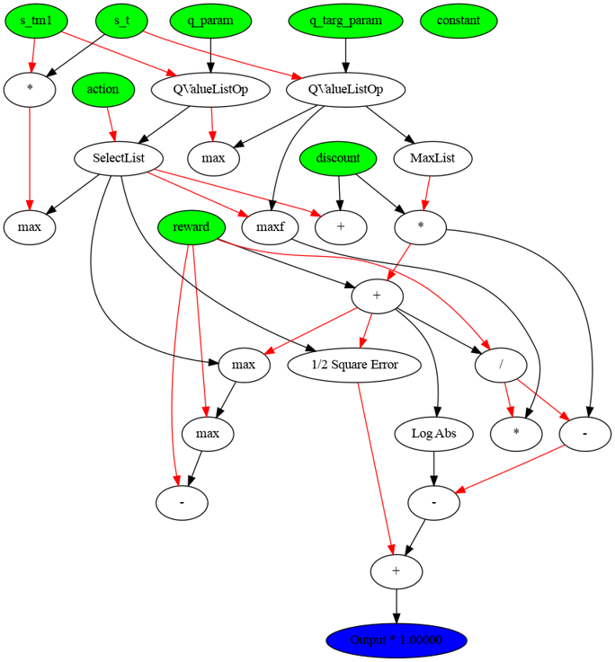 s_tm1
s_t
q_param
q_targ_param
constant
*
action
QValueListOp
QValueListOp
SelectList
max
discount
MaxList
max
reward
maxf
+
*
+
max
1/2 Square Error
/
max
Log Abs
*
-
-
-
+
Output * 1.00000